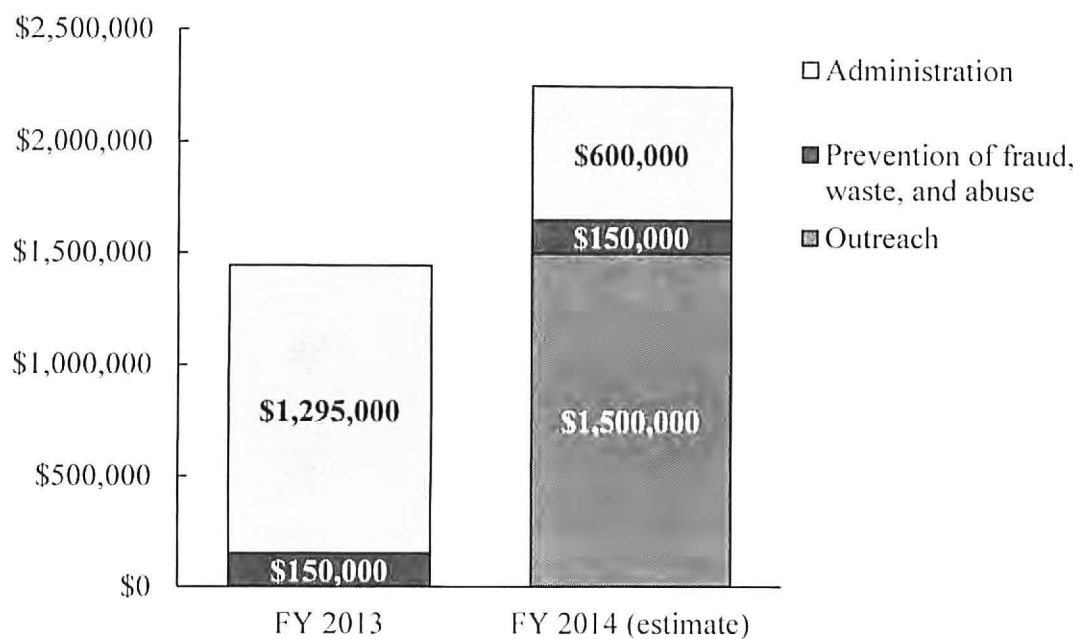 $2,500,000
$2,000,000
$1,500,000
$1,000,000
$500,000
$0
$1,295,000
$150,000
$600,000
$150,000
$1,500,000
FY 2013
FY 2014 (estimate)
Administration
Prevention of fraud,
waste, and abuse
Outreach